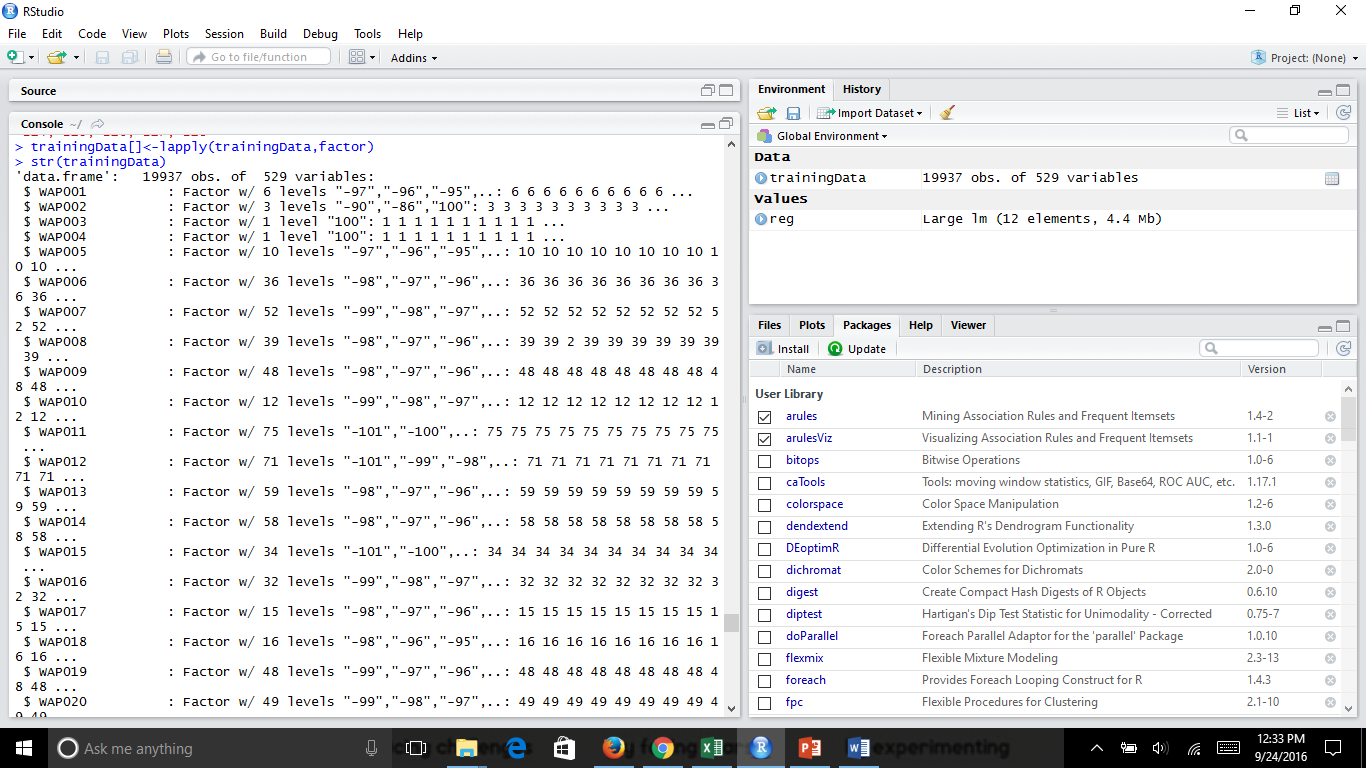 RStudio
File Edit Code View Plots Session Build Debug Tools Help
Go to file/function Addins Project: (None)
Source
Console ~/
> trainingData[]<-lapply(trainingData,factor)
> str(trainingData)
'data.frame': 19937 obs. of 529 variables:
$ WAP001 : Factor w/ 6 levels "-97","-96","-95",..: 6 6 6 6 6 6 6 6 6 6 ...
$ WAP002 : Factor w/ 3 levels "-90","-86","100": 3 3 3 3 3 3 3 3 3 3 ...
$ WAP003 : Factor w/ 1 level "100": 1 1 1 1 1 1 1 1 1 1 ...
$ WAP004 : Factor w/ 1 level "100": 1 1 1 1 1 1 1 1 1 1 ...
$ WAP005 : Factor w/ 10 levels "-97","-96","-95",..: 10 10 10 10 10 10 10 10 1
0 10 ...
$ WAP006 : Factor w/ 36 levels "-98","-97","-96",..: 36 36 36 36 36 36 36 36 3
6 36 ...
$ WAP007 : Factor w/ 52 levels "-99","-98","-97",..: 52 52 52 52 52 52 52 52 5
2 52 ...
$ WAP008 : Factor w/ 39 levels "-98","-97","-96",..: 39 39 2 39 39 39 39 39 39
39 ...
$ WAP009 : Factor w/ 48 levels "-98","-97","-96",..: 48 48 48 48 48 48 48 48 4
8 48 ...
$ WAP010 : Factor w/ 12 levels "-99","-98","-97",..: 12 12 12 12 12 12 12 12 1
2 12 ...
$ WAP011 : Factor w/ 75 levels "-101","-100",..: 75 75 75 75 75 75 75 75 75 75
...
$ WAP012 : Factor w/ 71 levels "-101","-99","-98",..: 71 71 71 71 71 71 71 71
71 71 ...
$ WAP013 : Factor w/ 59 levels "-98","-97","-96",..: 59 59 59 59 59 59 59 59 5
9 59 ...
$ WAP014 : Factor w/ 58 levels "-98","-97","-96",..: 58 58 58 58 58 58 58 58 5
8 58 ...
$ WAP015 : Factor w/ 34 levels "-101","-100",..: 34 34 34 34 34 34 34 34 34 34
...
$ WAP016 : Factor w/ 32 levels "-99","-98","-97",..: 32 32 32 32 32 32 32 32 3
2 32 ...
$ WAP017 : Factor w/ 15 levels "-98","-97","-96",..: 15 15 15 15 15 15 15 15 1
5 15 ...
$ WAP018 : Factor w/ 16 levels "-98","-96","-95",..: 16 16 16 16 16 16 16 16 1
6 16 ...
$ WAP019 : Factor w/ 48 levels "-99","-97","-96",..: 48 48 48 48 48 48 48 48 4
8 48 ...
$ WAP020 : Factor w/ 49 levels "-99","-98","-97",..: 49 49 49 49 49 49 49 49 4
Environment History
Import Dataset List
Global Environment
Data
trainingData 19937 obs. of 529 variables
Values
reg Large lm (12 elements, 4.4 Mb)
Files Plots Packages Help Viewer
Install Update
Name Description Version
User Library
arules Mining Association Rules and Frequent Itemsets 1.4-2
arulesViz Visualizing Association Rules and Frequent Itemsets 1.1-1
bitops Bitwise Operations 1.0-6
caTools Tools: moving window statistics, GIF, Base64, ROC AUC, etc. 1.17.1
colorspace Color Space Manipulation 1.2-6
dendextend Extending R's Dendrogram Functionality 1.3.0
DEoptimR Differential Evolution Optimization in Pure R 1.0-6
dichromat Color Schemes for Dichromats 2.0-0
digest Create Compact Hash Digests of R Objects 0.6.10
diptest Hartigan's Dip Test Statistic for Unimodality - Corrected 0.75-7
doParallel Foreach Parallel Adaptor for the 'parallel' Package 1.0.10
flexmix Flexible Mixture Modeling 2.3-13
foreach Provides Foreach Looping Construct for R 1.4.3
fpc Flexible Procedures for Clustering 2.1-10
Ask me anything experimenting 12:33 PM
9/24/2016